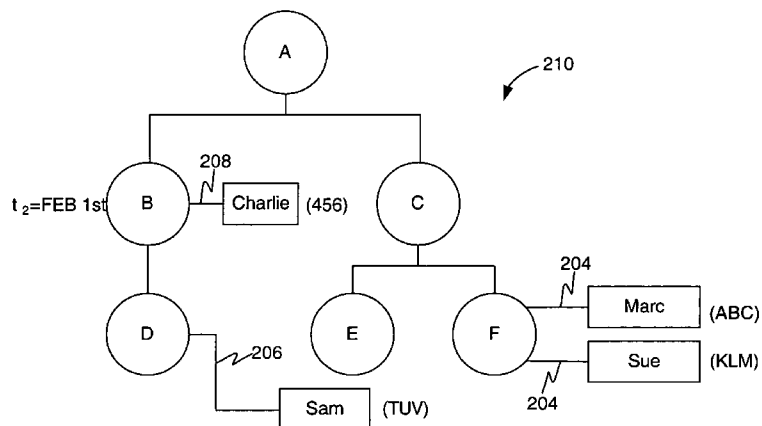 A
210
208
t₂=FEB 1st B Charlie (456) C
204
Marc (ABC)
D E F
206
Sue (KLM)
204
Sam (TUV)